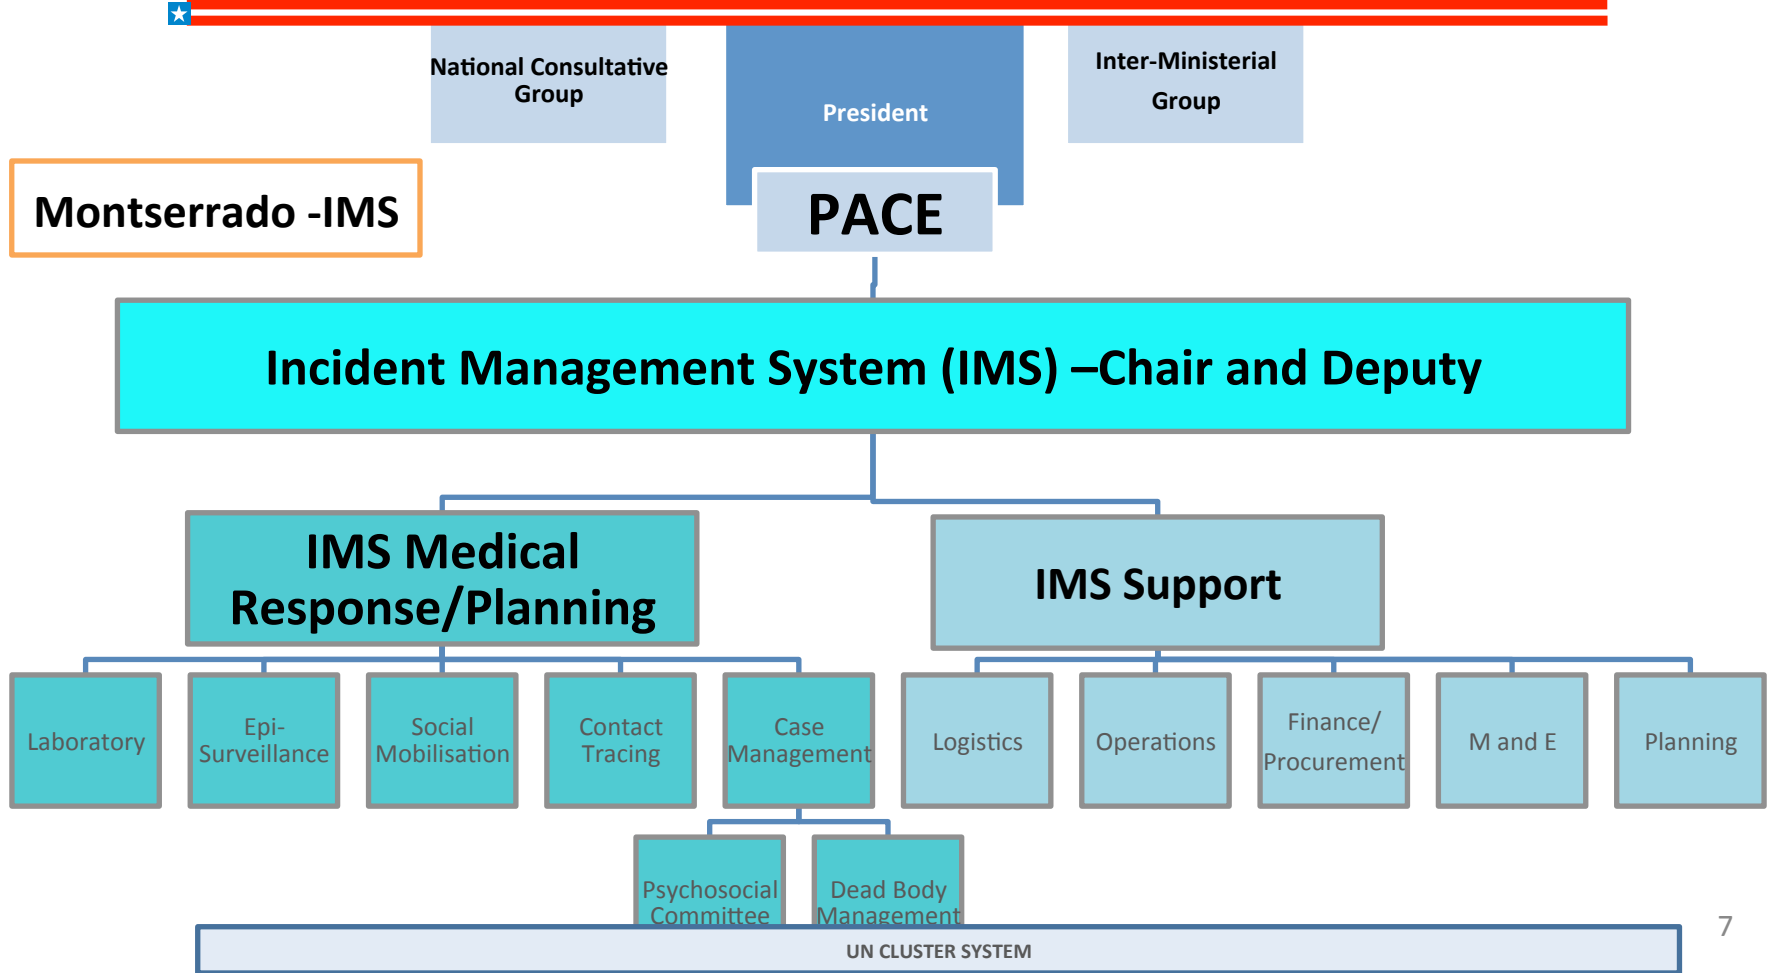 National Consultative
Group
President
Inter-Ministerial
Group
Montserrado -IMS
PACE
Incident Management System (IMS) –Chair and Deputy
IMS Medical
Response/Planning
IMS Support
Laboratory
Epi-
Surveillance
Social
Mobilisation
Contact
Tracing
Case
Management
Logistics
Operations
Finance/
Procurement
M and E
Planning
Psychosocial
Committee
Dead Body
Management
UN CLUSTER SYSTEM
7